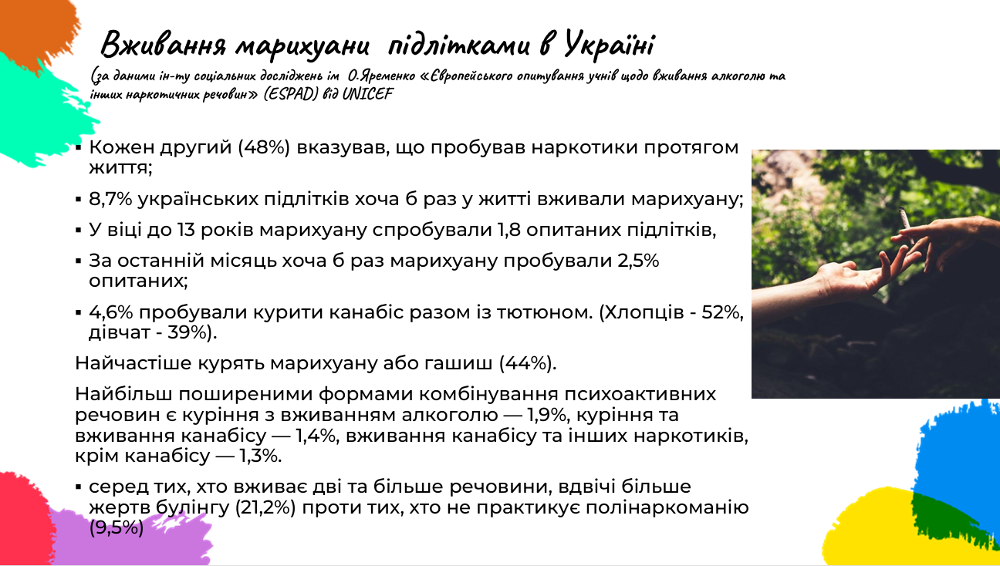 Вживання марихуани підлітками в Україні
(за даними ін-ту соціальних досліджень ім О.Яременко «Європейського опитування учнів щодо вживання алкоголю та
інших наркотичних речовин» (ESPAD) від UNICEF
▪ Кожен другий (48%) вказував, що пробував наркотики протягом
життя;
▪ 8,7% українських підлітків хоча б раз у житті вживали марихуану;
▪ У віці до 13 років марихуану спробували 1,8 опитаних підлітків,
▪ За останній місяць хоча б раз марихуану пробували 2,5%
опитаних;
▪ 4,6% пробували курити канабіс разом із тютюном. (Хлопців - 52%,
дівчат - 39%).
Найчастіше курять марихуану або гашиш (44%).
Найбільш поширеними формами комбінування психоактивних
речовин є куріння з вживанням алкоголю — 1,9%, куріння та
вживання канабісу — 1,4%, вживання канабісу та інших наркотиків,
крім канабісу — 1,3%.
▪ серед тих, хто вживає дві та більше речовини, вдвічі більше
жертв булінгу (21,2%) проти тих, хто не практикує полінаркоманію
(9,5%)